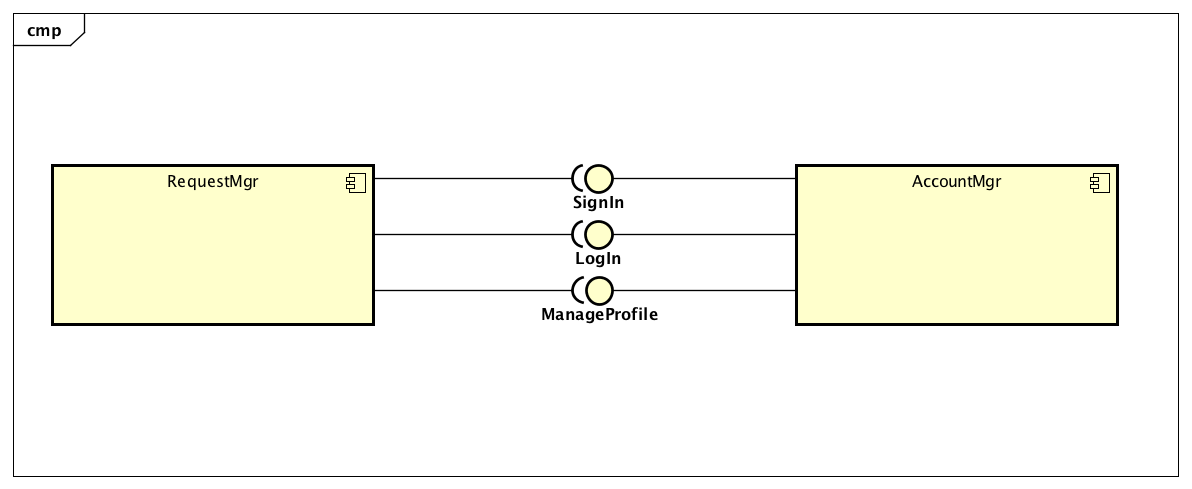 cmp
RequestMgr
AccountMgr
SignIn
LogIn
ManageProfile